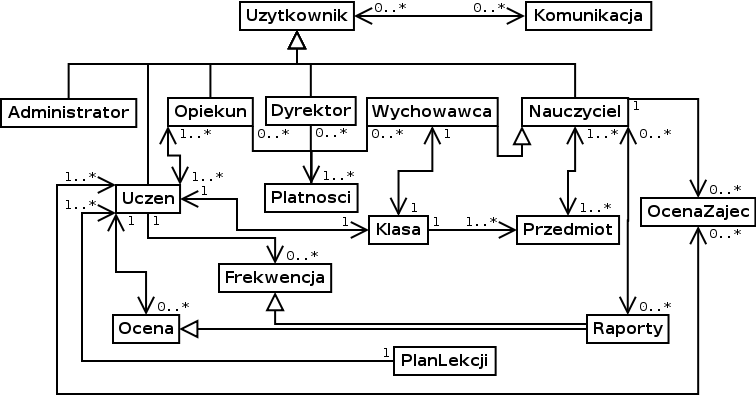 Uzytkownik 0..* 0..* Komunikacja
Administrator Opiekun Dyrektor Wychowawca Nauczyciel 1
1..* 0..* 0..* 0..* 1 1..* 0..*
1..* 1..* 1..* 0..*
Uczen 1 Platnosci
1..* 1 1..* OcenaZajec
1 1 1 Klasa 1 1..* Przedmiot 0..*
0..*
Frekwencja
0..* 0..*
Ocena Raporty
1 PlanLekcji